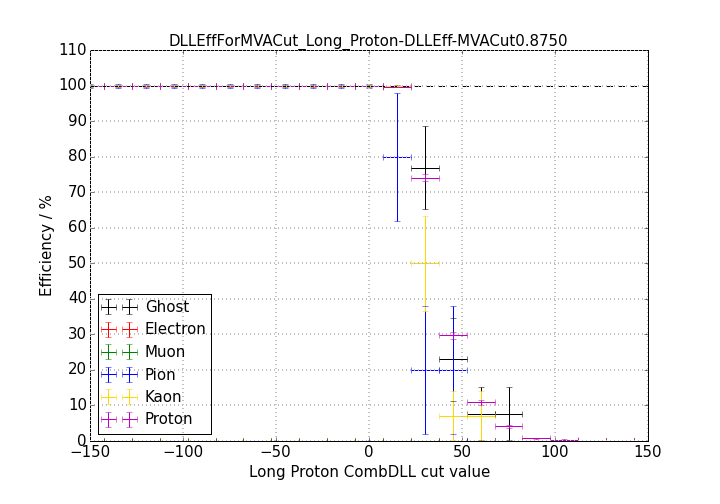 DLLEffForMVACut_Long_Proton-DLLEff-MVACut0.8750
110
100
90
80
70
60
50
40
30
20
10
0
Efficiency / %
Ghost
Electron
Muon
Pion
Kaon
Proton
−150 −100 −50 0 50 100 150
Long Proton CombDLL cut value